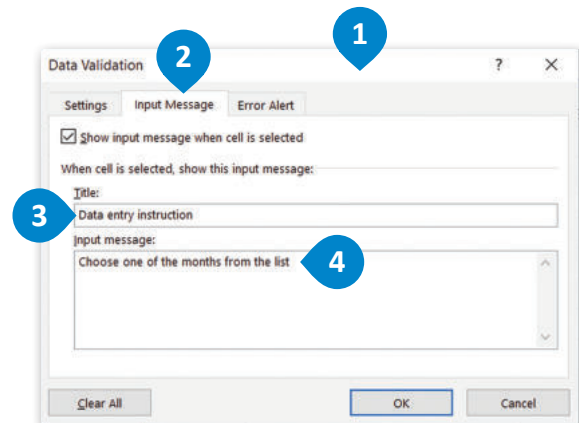 1
2
Data Validation ? ×
Settings Input Message Error Alert
Show input message when cell is selected
When cell is selected, show this input message:
Title:
3
Data entry instruction
Input message:
Choose one of the months from the list
4
Clear All OK Cancel